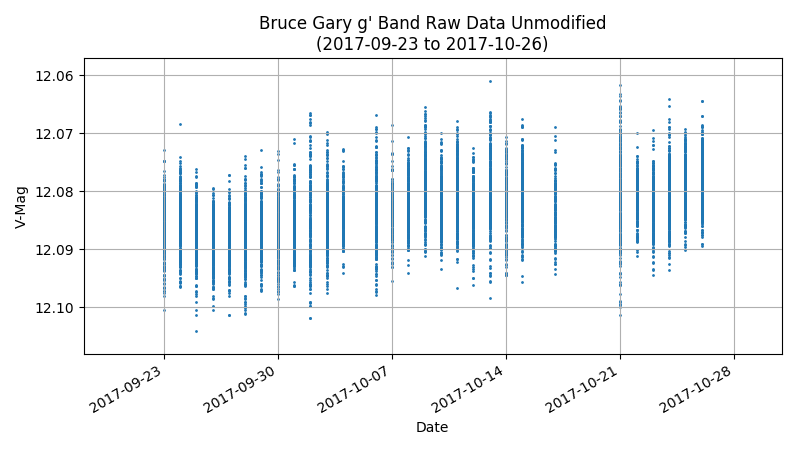 Bruce Gary g' Band Raw Data Unmodified
(2017-09-23 to 2017-10-26)
12.06
12.07
12.08
12.09
12.10
V-Mag
2017-09-23
2017-09-30
2017-10-07
2017-10-14
2017-10-21
2017-10-28
Date